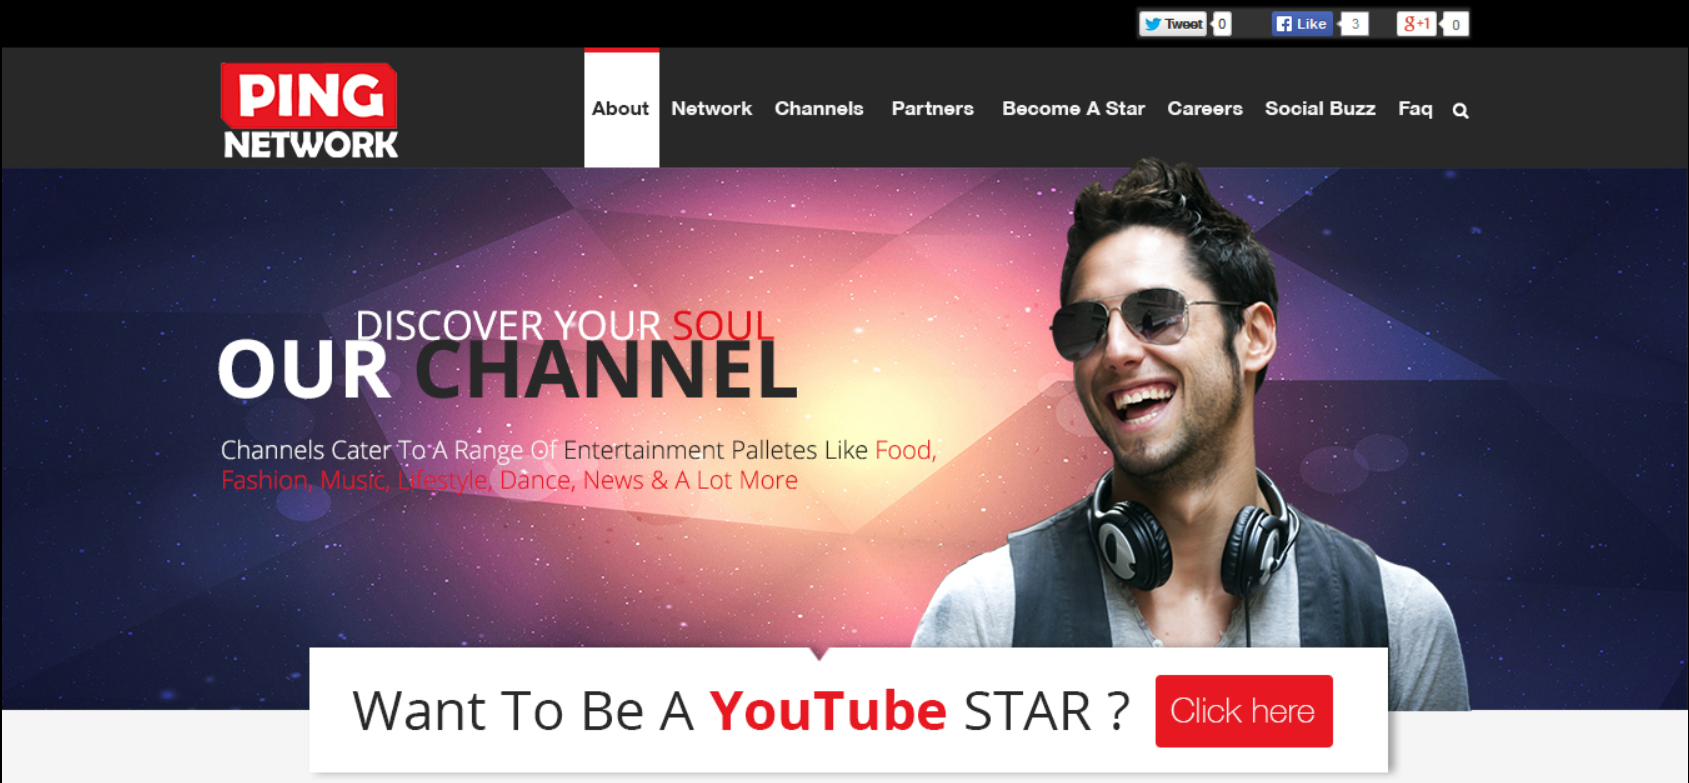 Tweet 0 Like 3 g+1 0
PING
NETWORK
About Network Channels Partners Become A Star Careers Social Buzz Faq
DISCOVER YOUR SOUL
OUR CHANNEL
Channels Cater To A Range Of Entertainment Palletes Like Food,
Fashion, Music, Lifestyle, Dance, News & A Lot More
Want To Be A YouTube STAR ? Click here